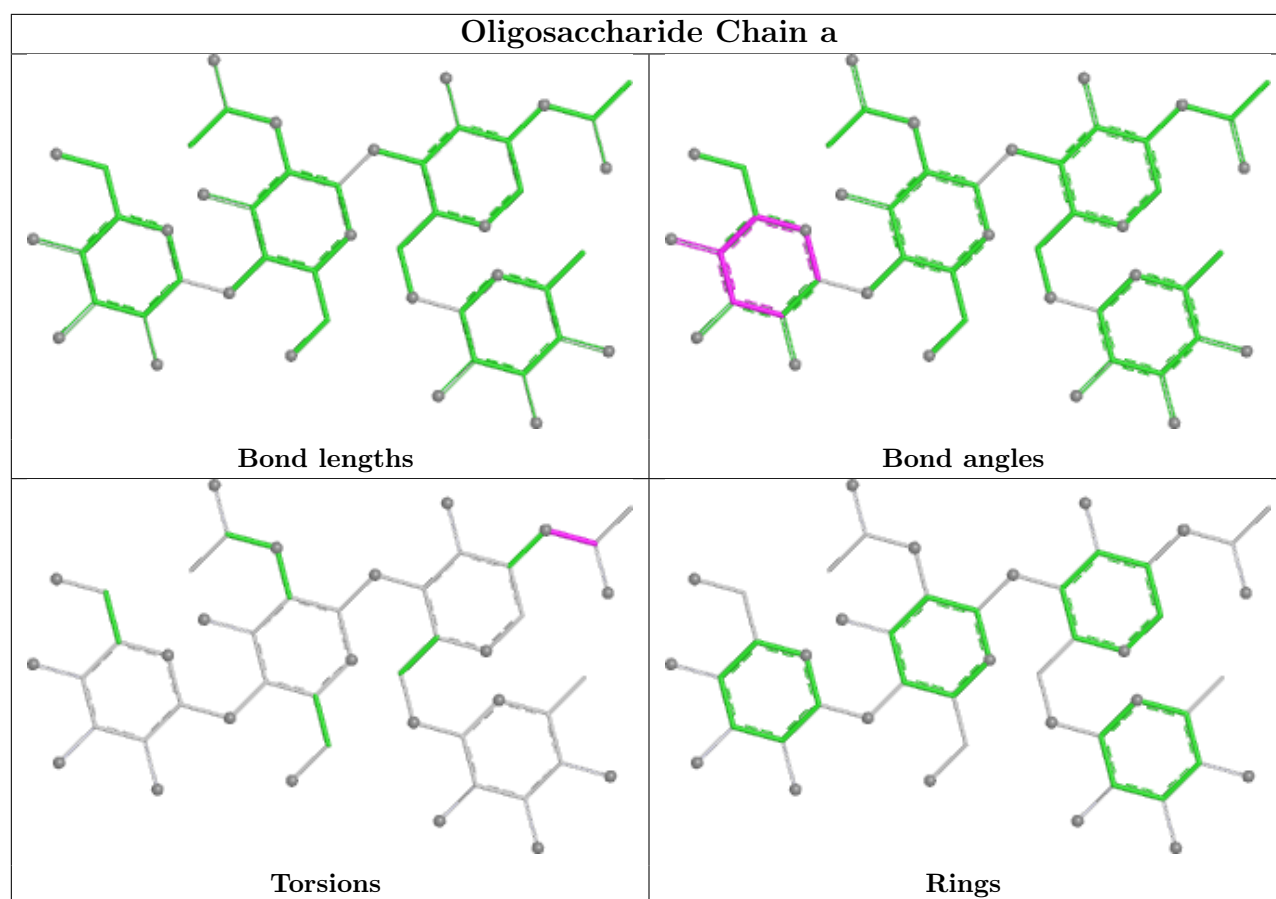 Oligosaccharide Chain a
Bond lengths
Bond angles
Torsions
Rings